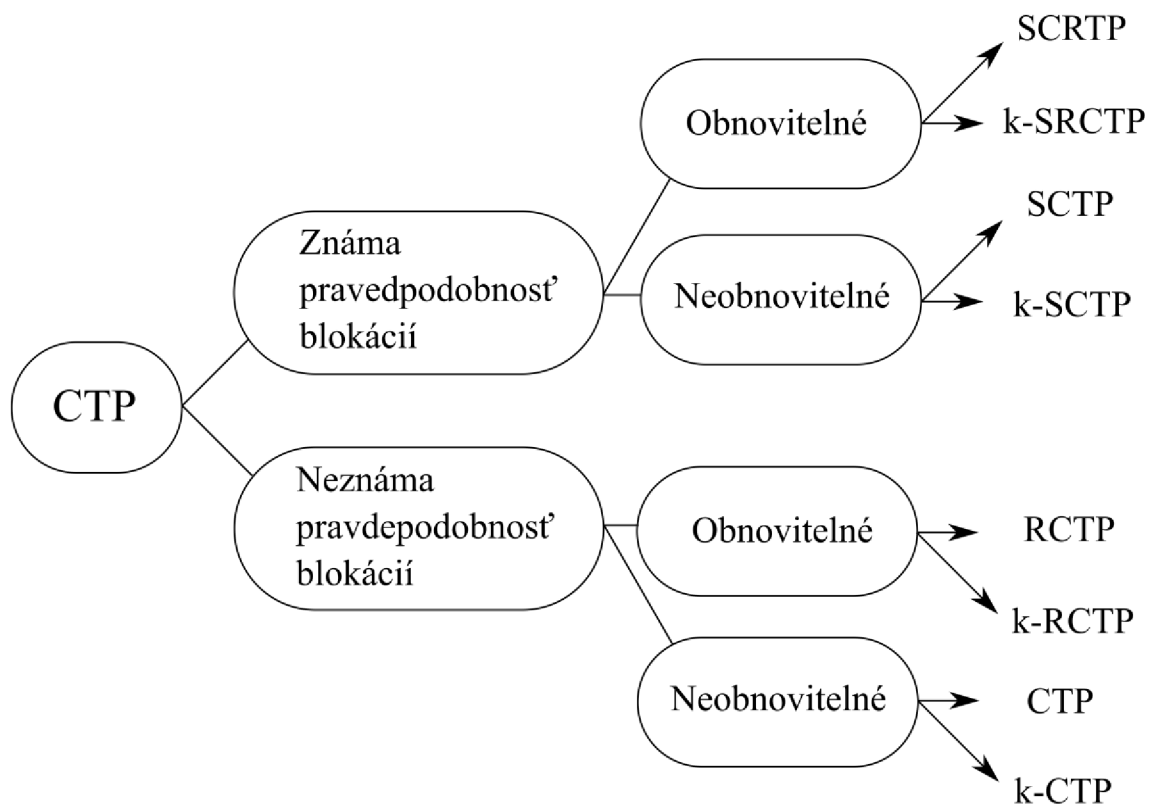 CTP
Známa
pravedpodobnosť
blokácií
Neznáma
pravdepodobnosť
blokácií
Obnovitelné
Neobnovitelné
Obnovitelné
Neobnovitelné
SCRTP
k-SRCTP
SCTP
k-SCTP
RCTP
k-RCTP
CTP
k-CTP